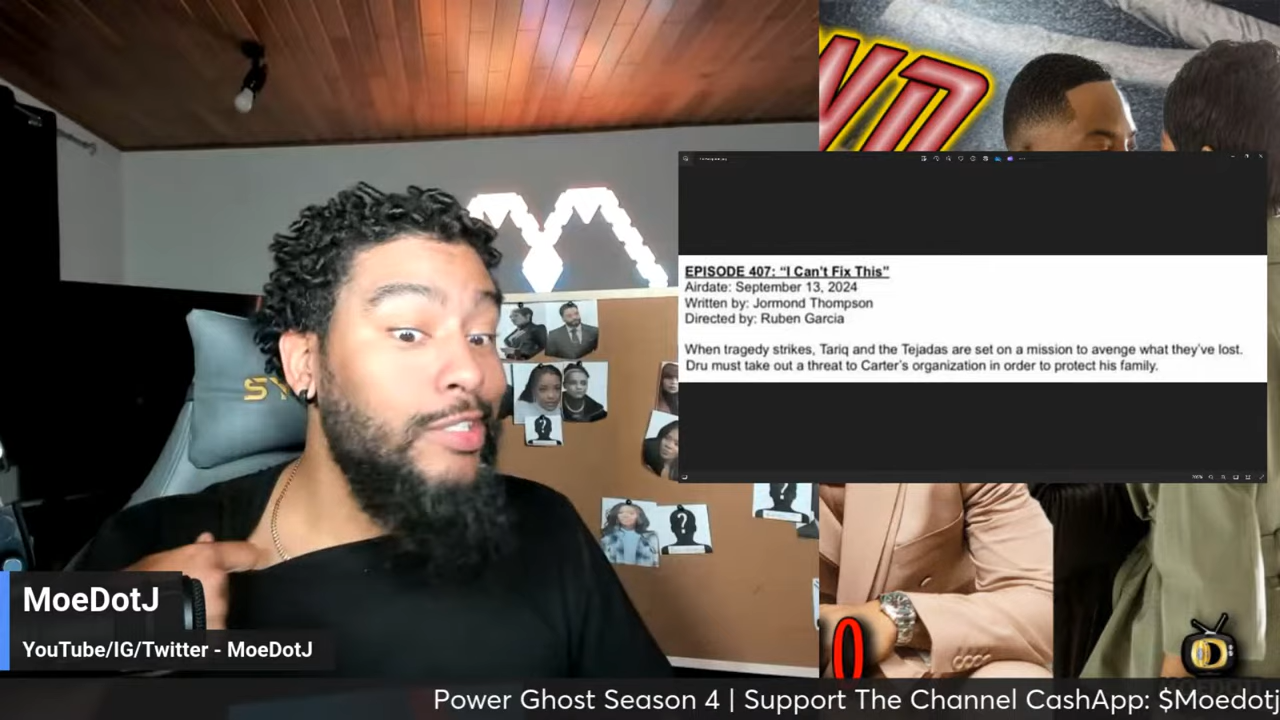 ND
EPISODE 407: “I Can’t Fix This”
Airdate: September 13, 2024
Written by: Jormond Thompson
Directed by: Ruben Garcia
When tragedy strikes, Tariq and the Tejadas are set on a mission to avenge what they’ve lost.
Dru must take out a threat to Carter’s organization in order to protect his family.
SY
?
?
?
0
MoeDotJ
YouTube/IG/Twitter - MoeDotJ
Power Ghost Season 4 | Support The Channel CashApp: $Moedotj